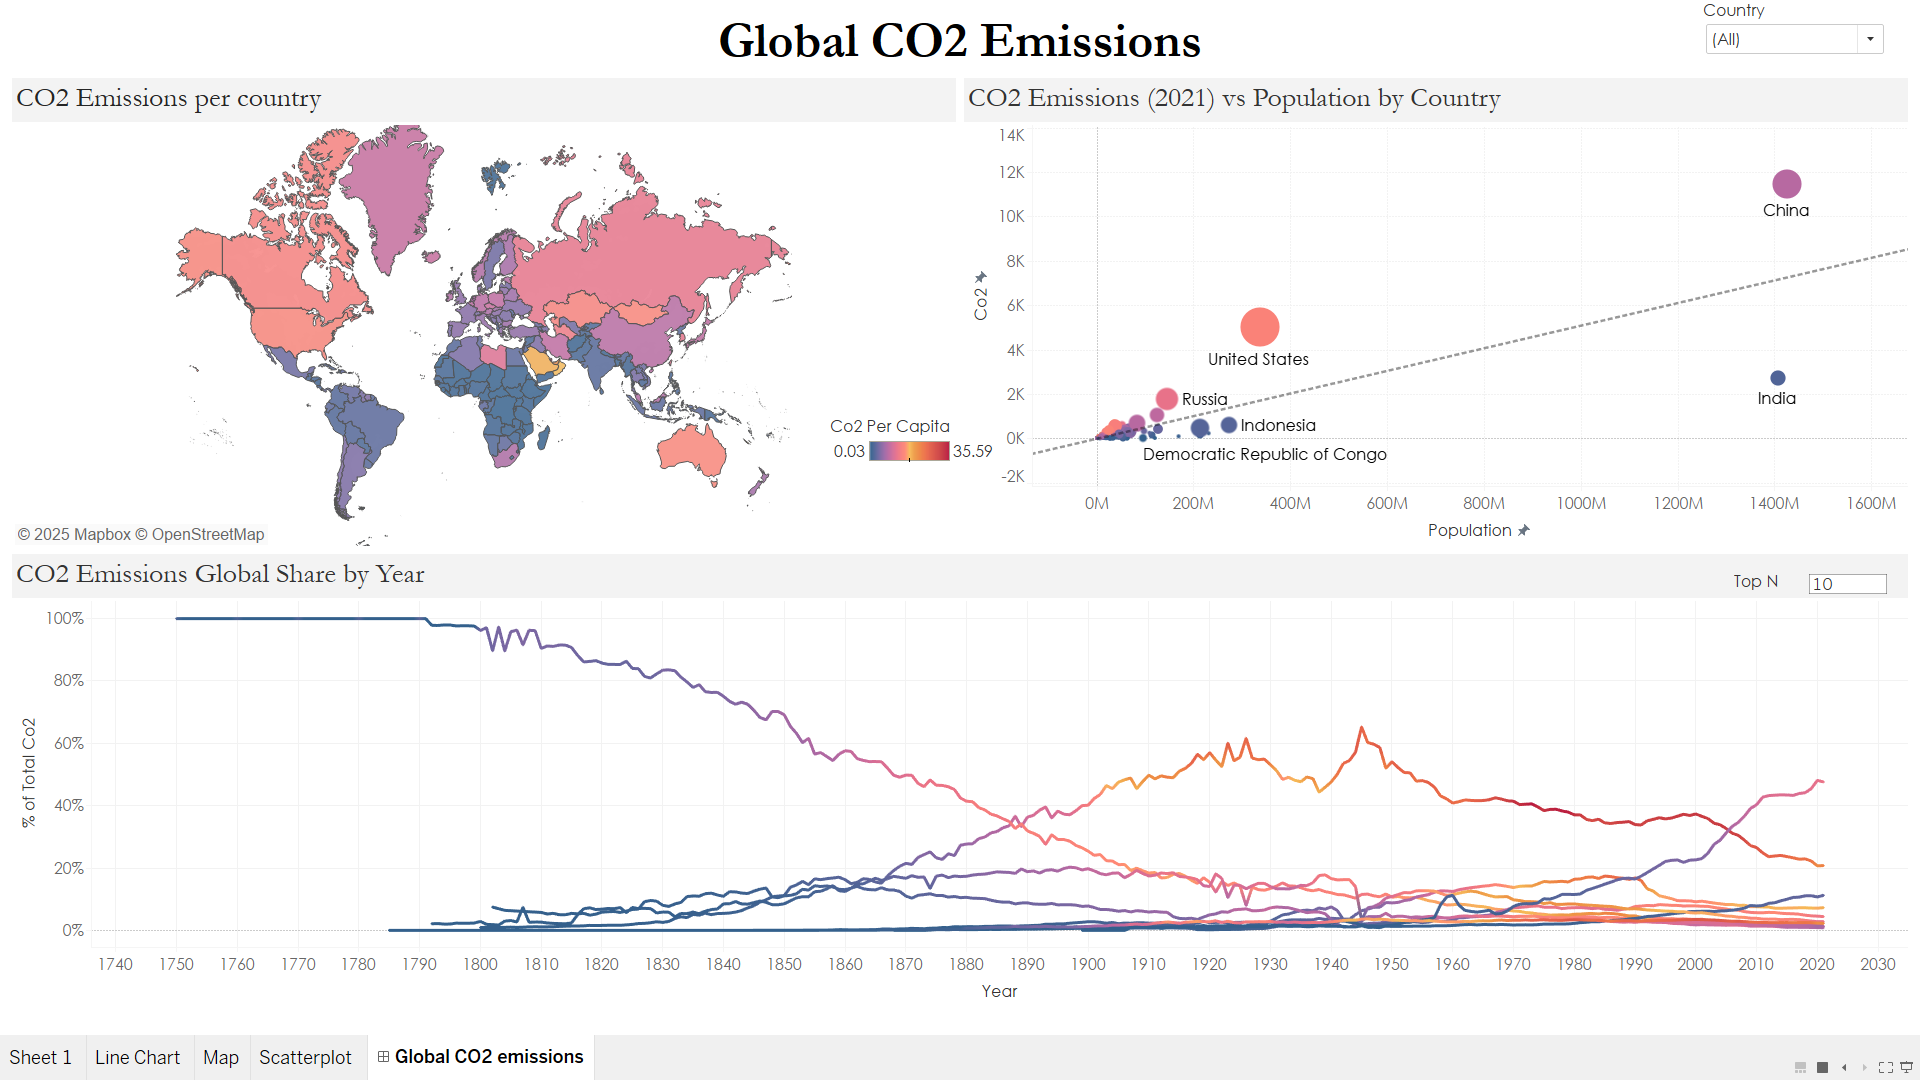 Global CO2 Emissions
Country
(All)
CO2 Emissions per country
CO2 Emissions (2021) vs Population by Country
Co2 Per Capita
0.03
35.59
© 2025 Mapbox © OpenStreetMap
14K
12K
10K
8K
6K
4K
2K
0K
-2K
Co2
China
United States
India
Russia
Indonesia
Democratic Republic of Congo
0M 200M 400M 600M 800M 1000M 1200M 1400M 1600M
Population
CO2 Emissions Global Share by Year
Top N
10
100%
80%
60%
40%
20%
0%
% of Total Co2
1740 1750 1760 1770 1780 1790 1800 1810 1820 1830 1840 1850 1860 1870 1880 1890 1900 1910 1920 1930 1940 1950 1960 1970 1980 1990 2000 2010 2020 2030
Year
Sheet 1 Line Chart Map Scatterplot Global CO2 emissions